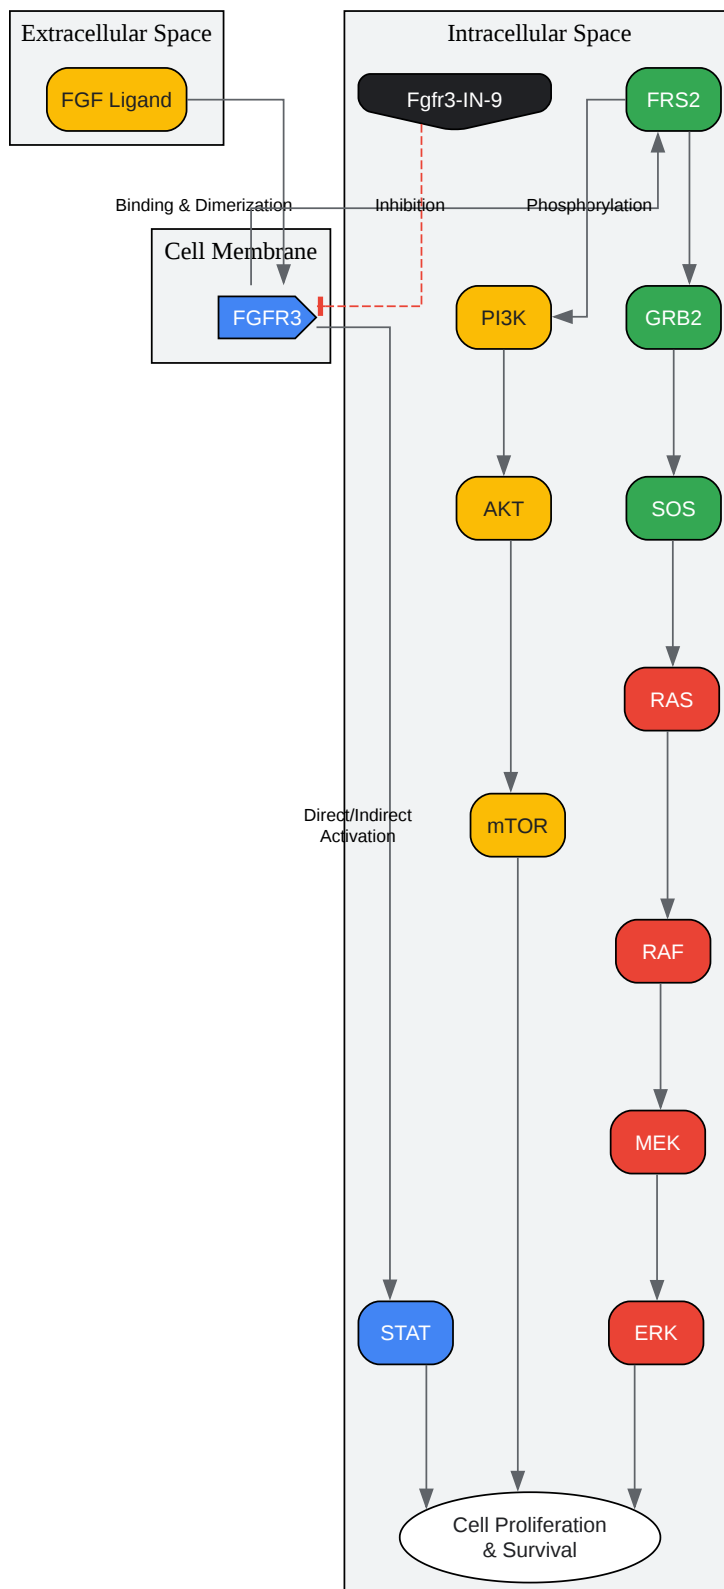 Extracellular Space
Intracellular Space
FGF Ligand
Fgfr3-IN-9
FRS2
Binding & Dimerization
Inhibition
Phosphorylation
Cell Membrane
FGFR3
PI3K
GRB2
AKT
SOS
RAS
Direct/Indirect
Activation
mTOR
RAF
MEK
STAT
ERK
Cell Proliferation
& Survival